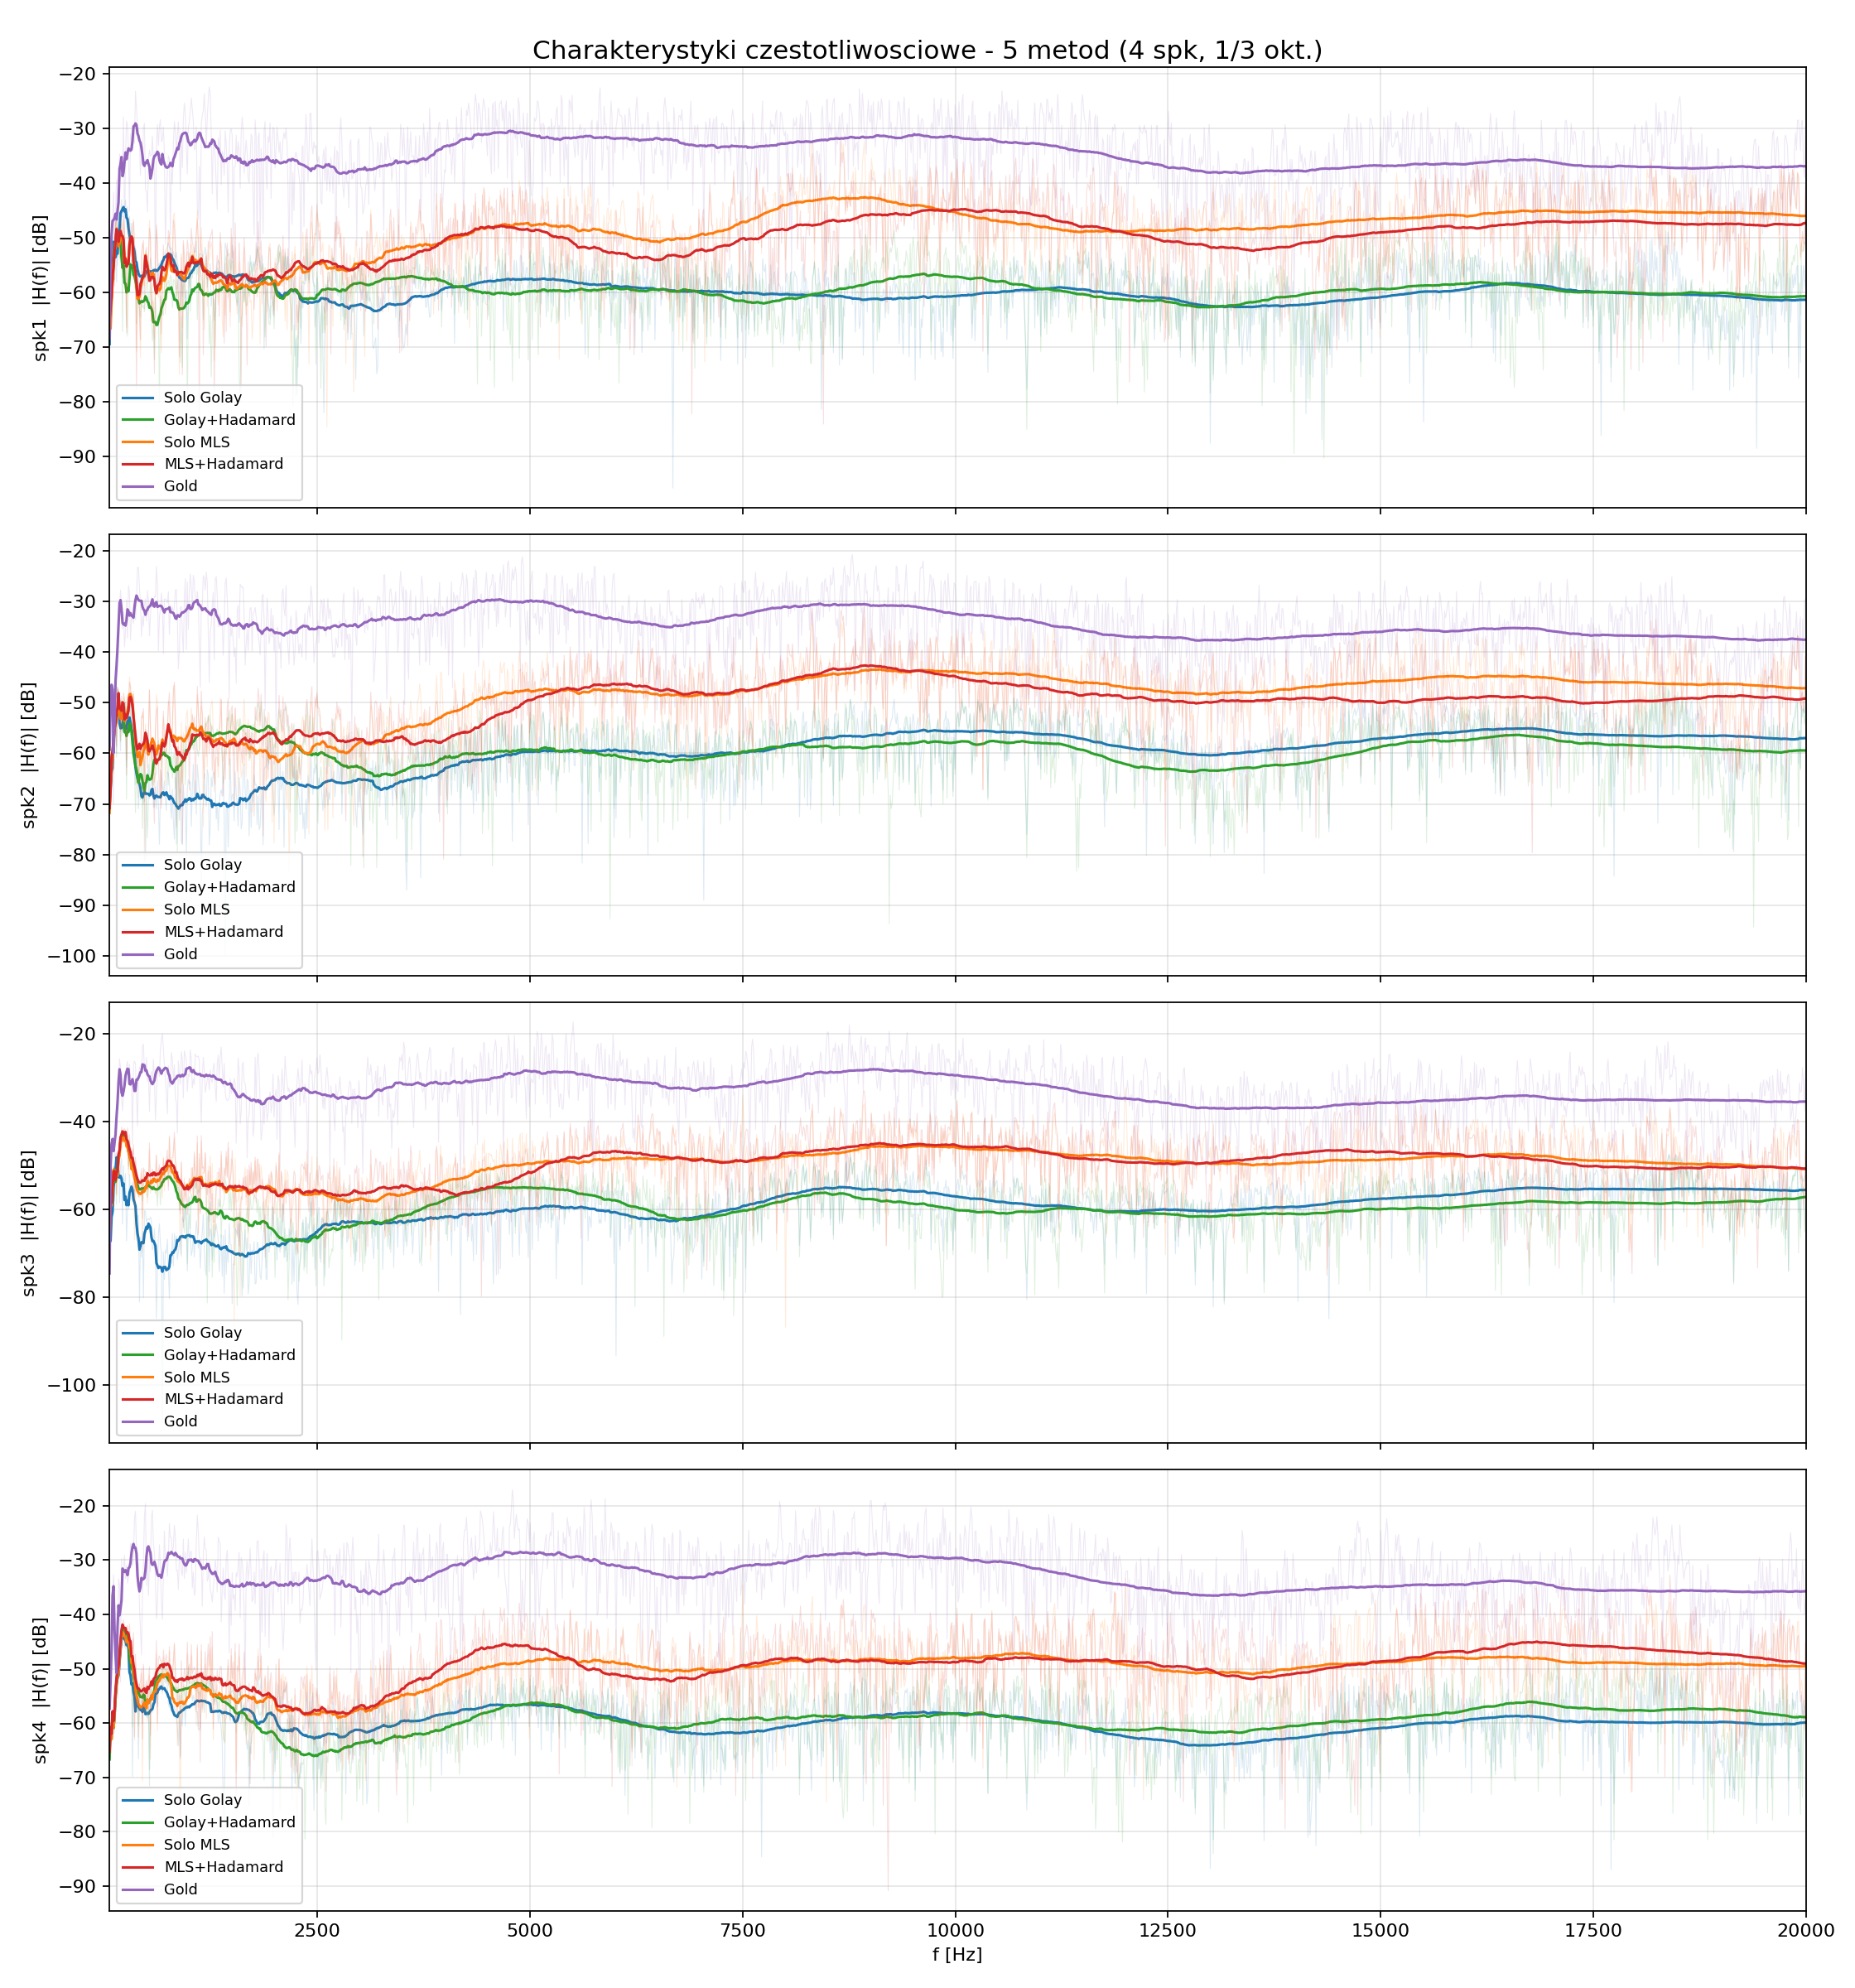 Charakterystyki czestotliwosciowe - 5 metod (4 spk, 1/3 okt.)
−20
−30
−40
−50
−60
−70
−80
−90
spk1 |H(f)| [dB]
Solo Golay
Golay+Hadamard
Solo MLS
MLS+Hadamard
Gold
−20
−30
−40
−50
−60
−70
−80
−90
−100
spk2 |H(f)| [dB]
Solo Golay
Golay+Hadamard
Solo MLS
MLS+Hadamard
Gold
−20
−40
−60
−80
−100
spk3 |H(f)| [dB]
Solo Golay
Golay+Hadamard
Solo MLS
MLS+Hadamard
Gold
−20
−30
−40
−50
−60
−70
−80
−90
spk4 |H(f)| [dB]
Solo Golay
Golay+Hadamard
Solo MLS
MLS+Hadamard
Gold
2500 5000 7500 10000 12500 15000 17500 20000
f [Hz]